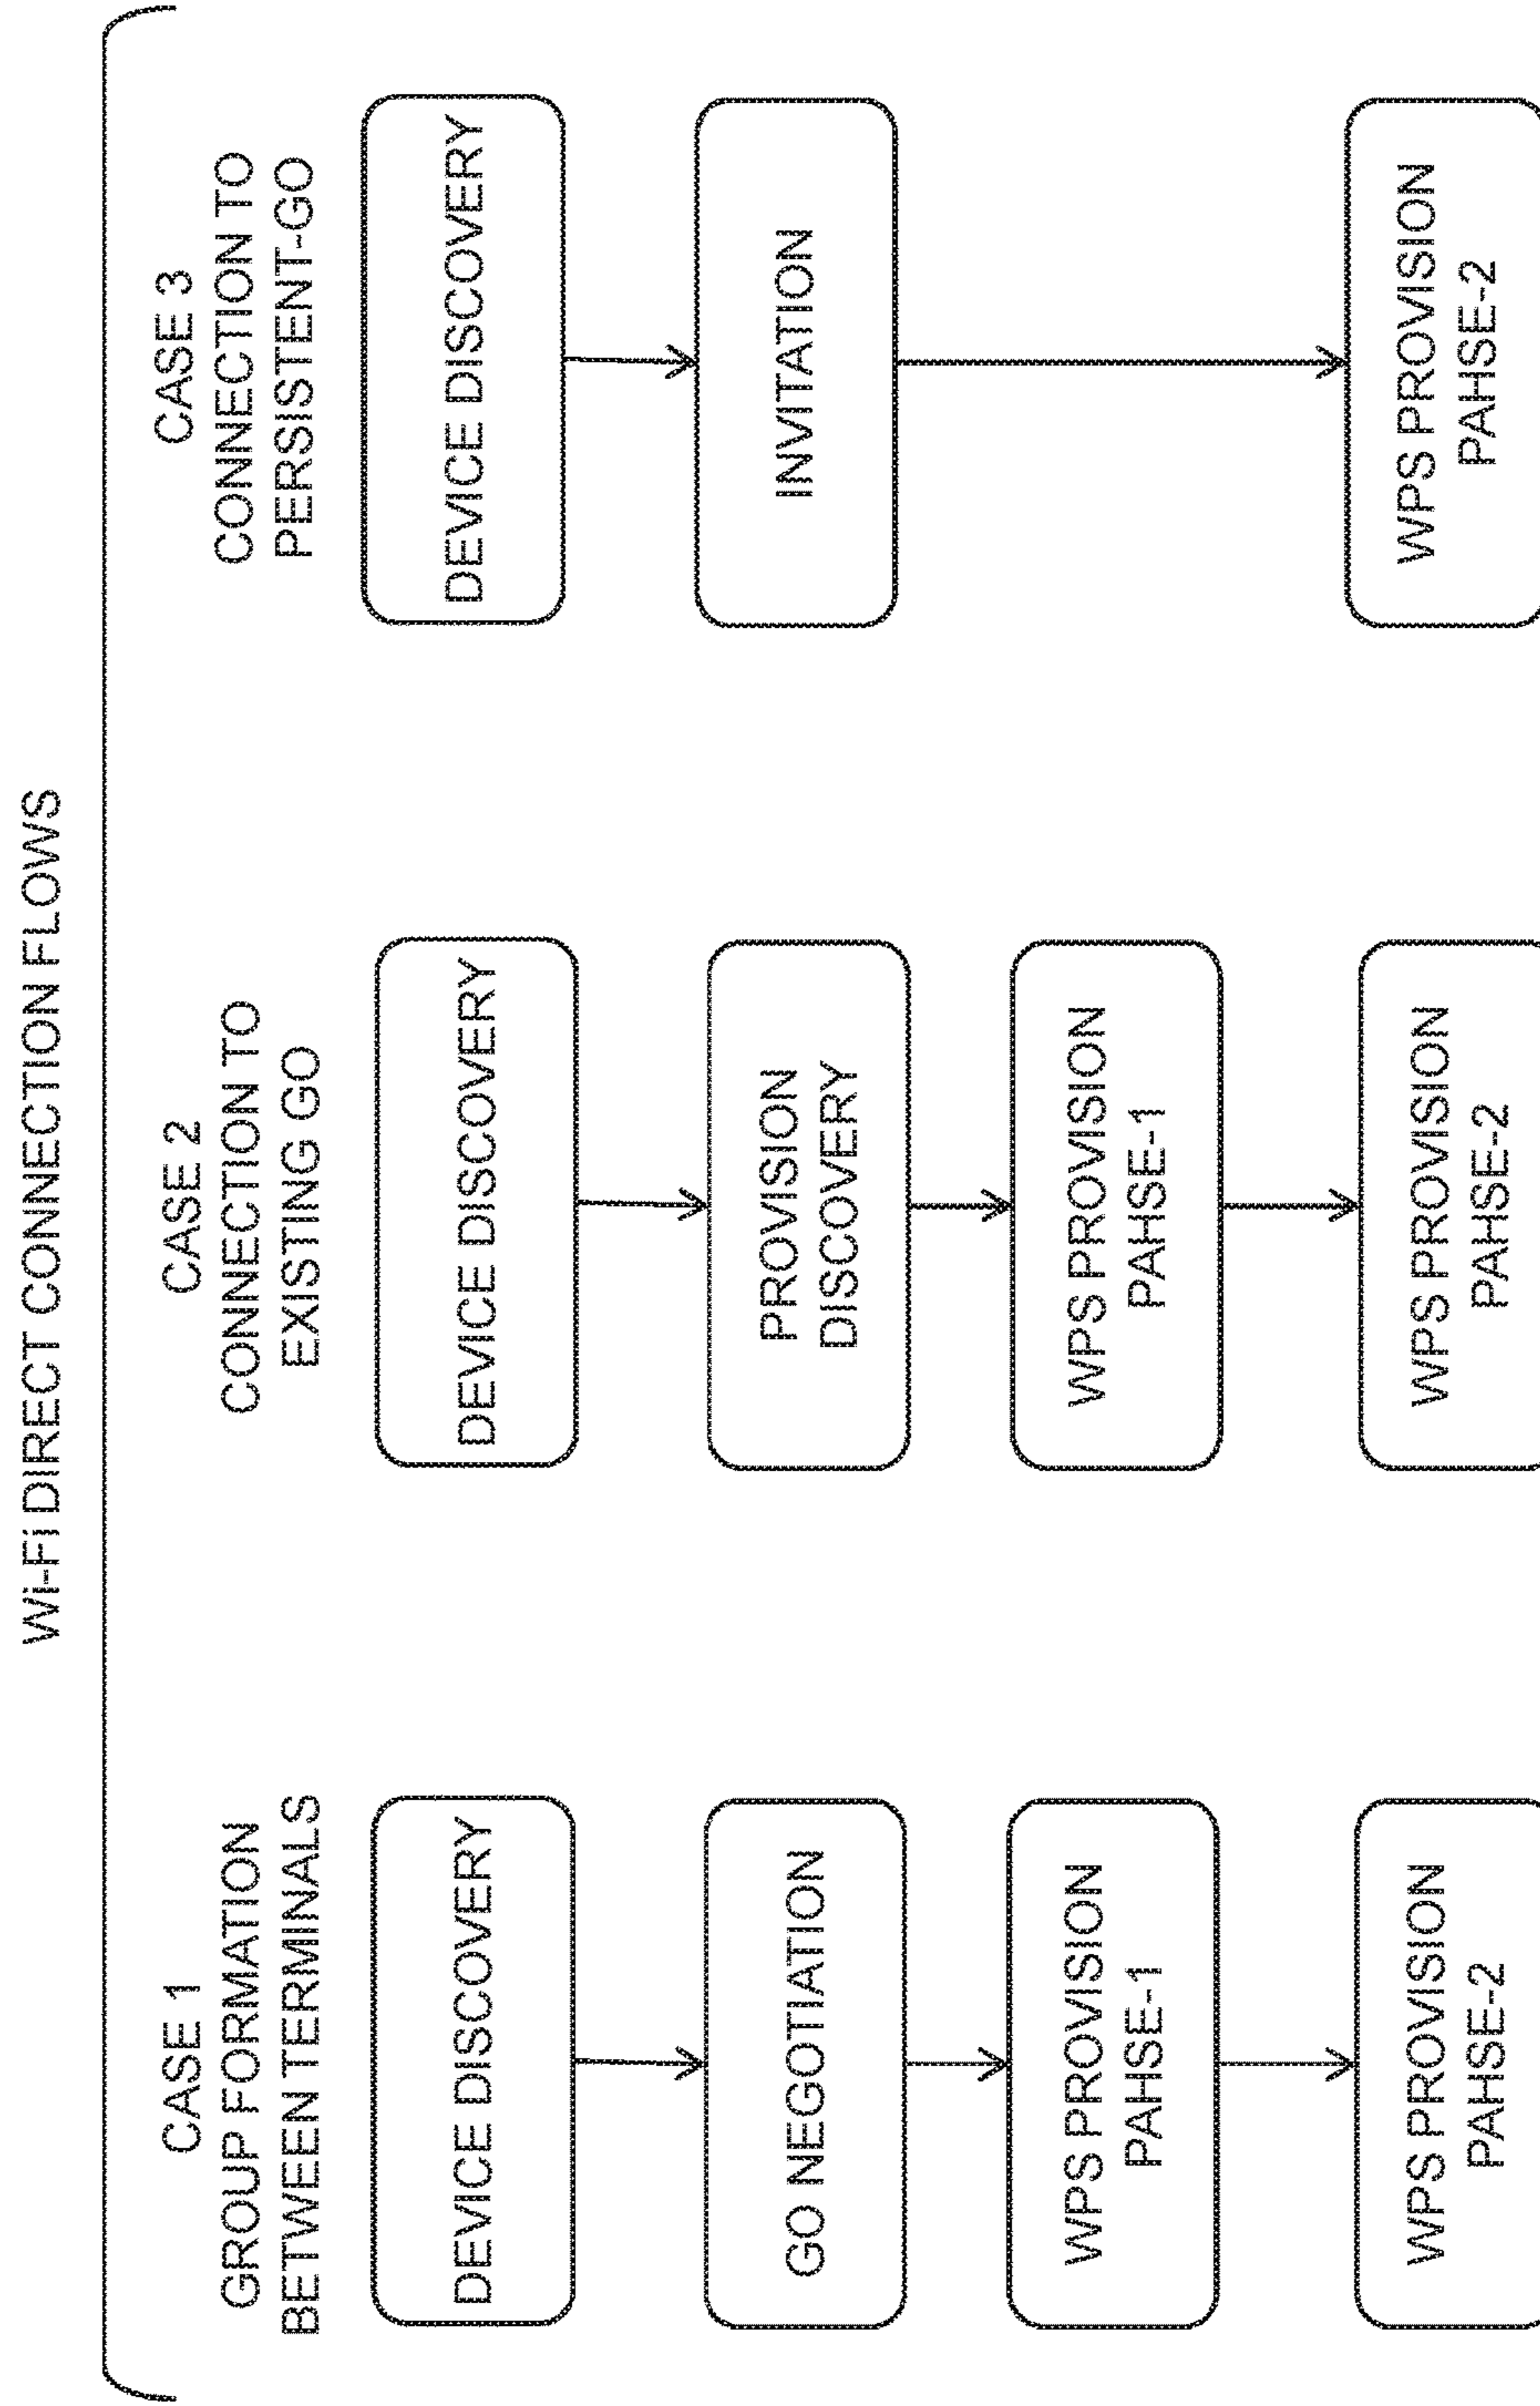 Wi-Fi DIRECT CONNECTION FLOWS
CASE 1
GROUP FORMATION
BETWEEN TERMINALS
DEVICE DISCOVERY
GO NEGOTIATION
WPS PROVISION
PAHSE-1
WPS PROVISION
PAHSE-2
CASE 2
CONNECTION TO
EXISTING GO
DEVICE DISCOVERY
PROVISION
DISCOVERY
WPS PROVISION
PAHSE-1
WPS PROVISION
PAHSE-2
CASE 3
CONNECTION TO
PERSISTENT-GO
DEVICE DISCOVERY
INVITATION
WPS PROVISION
PAHSE-2